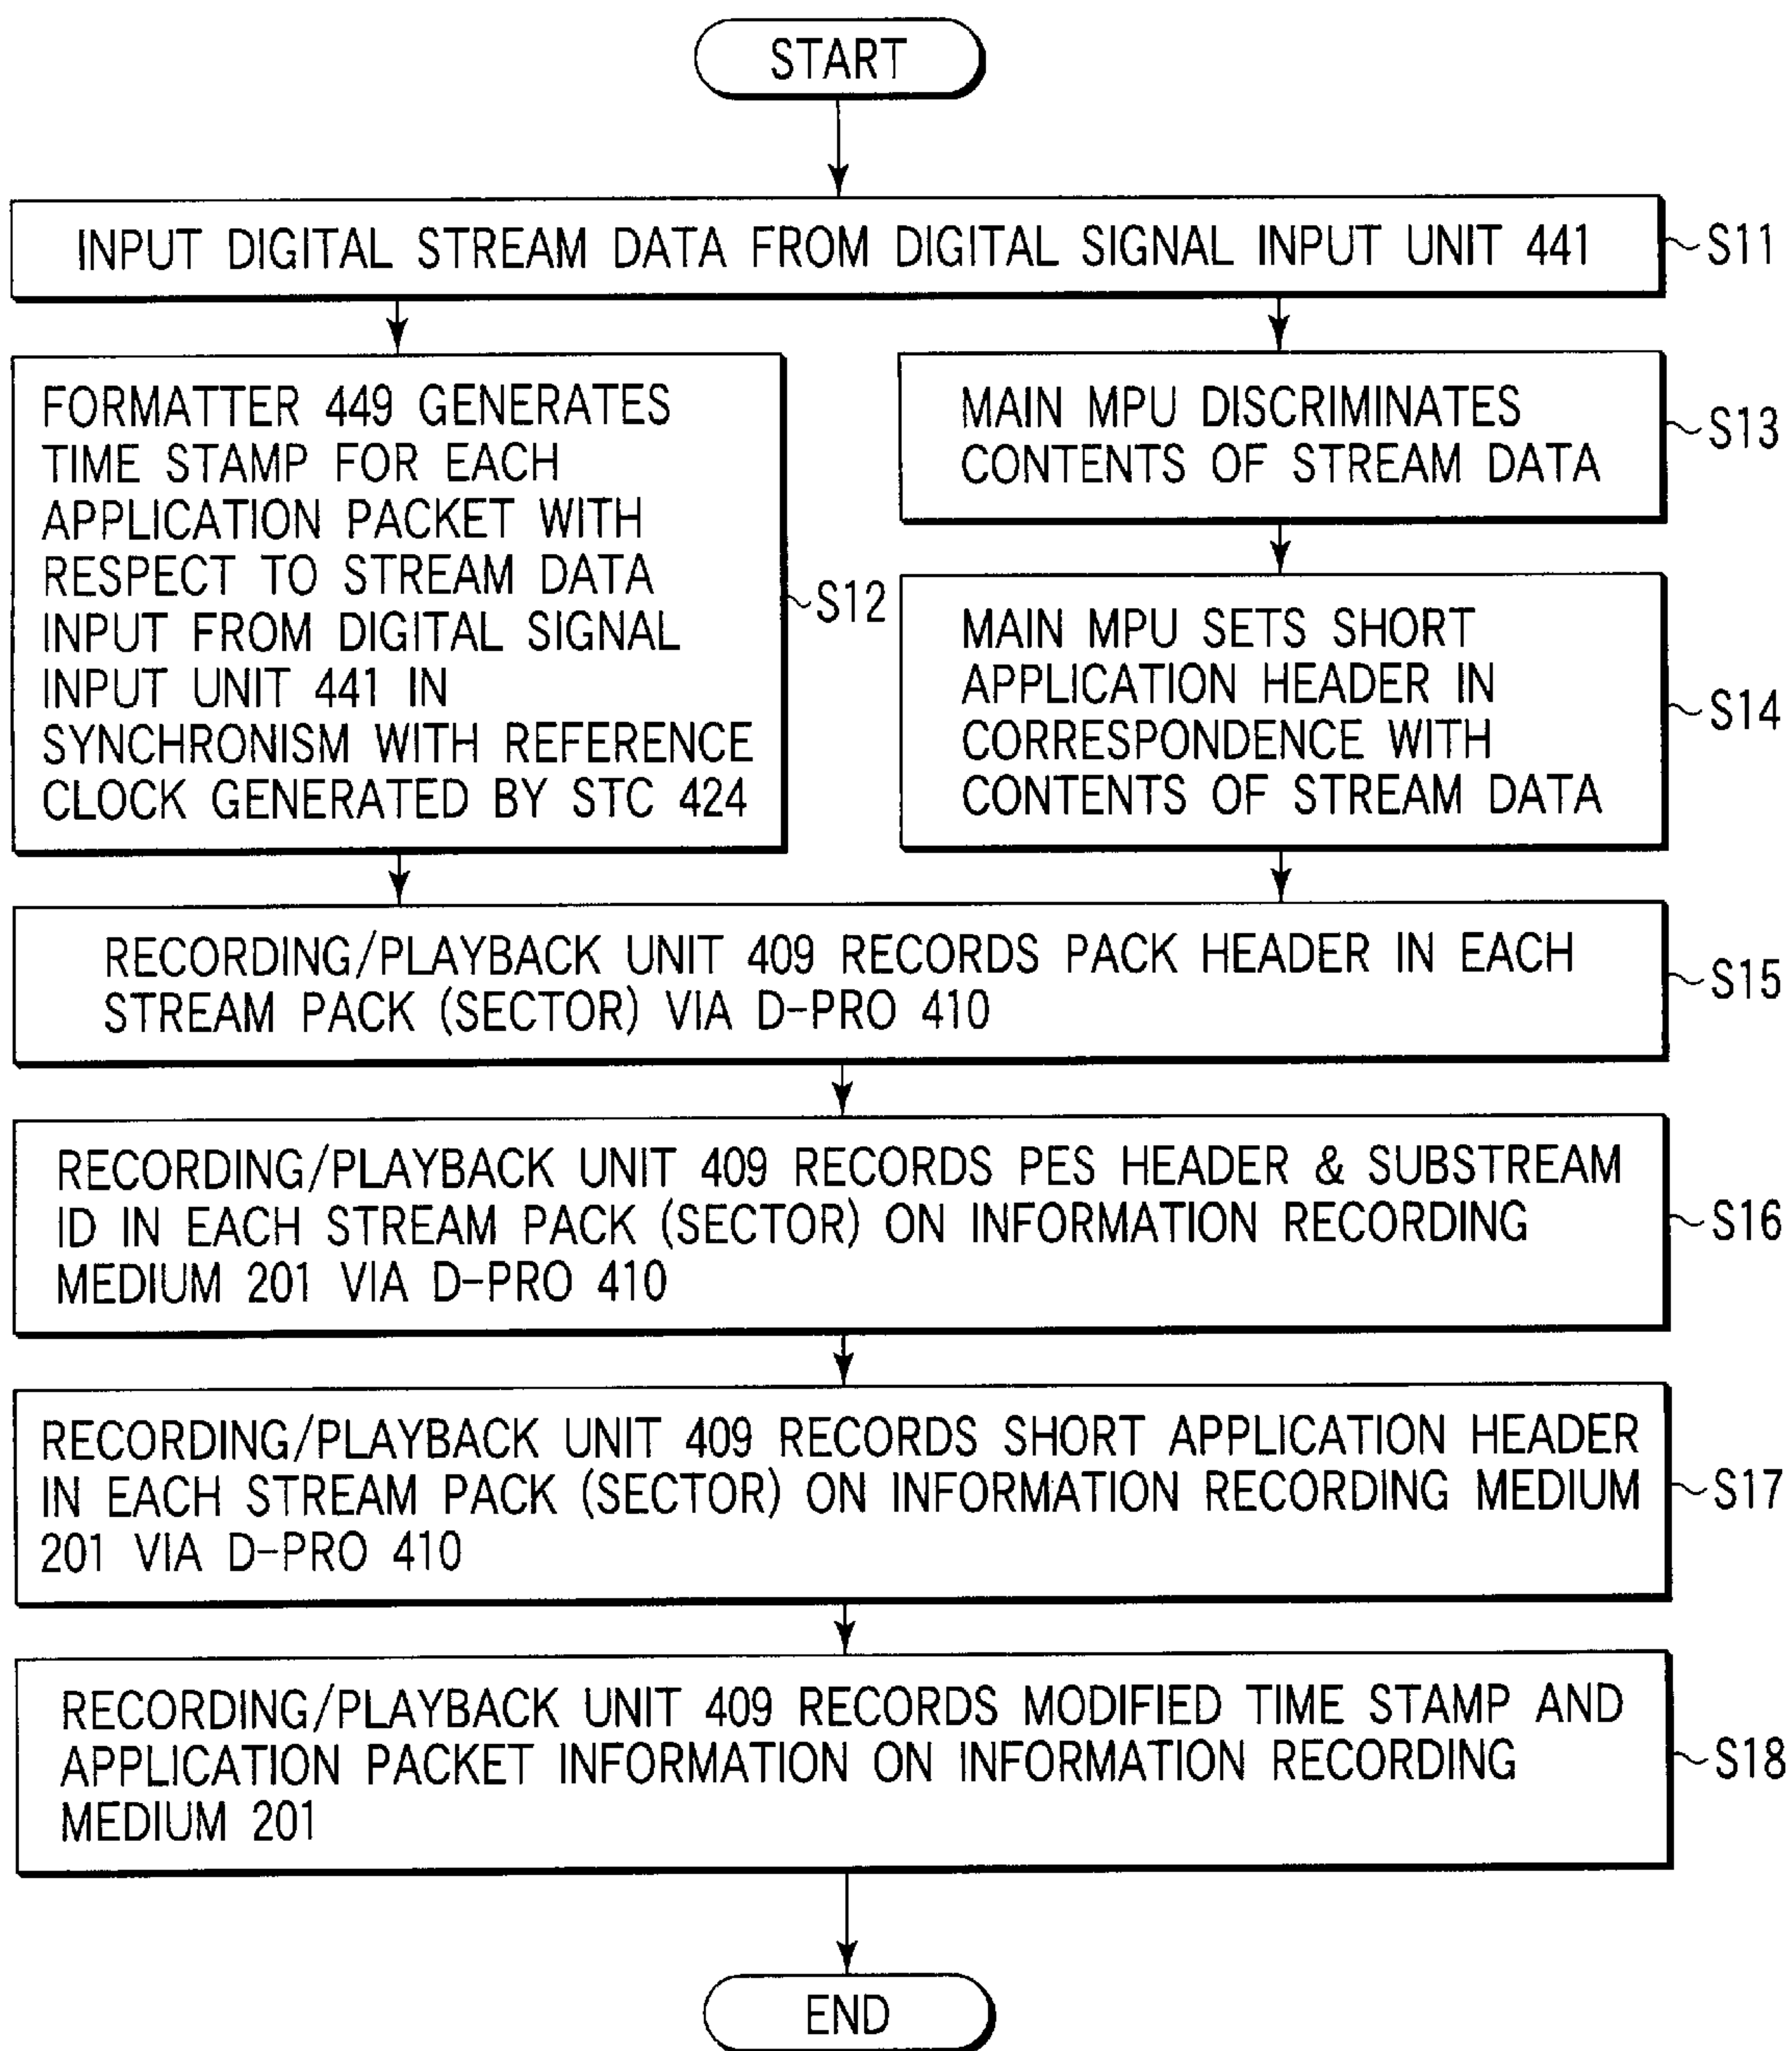 START
INPUT DIGITAL STREAM DATA FROM DIGITAL SIGNAL INPUT UNIT 441
S11
FORMATTER 449 GENERATES
TIME STAMP FOR EACH
APPLICATION PACKET WITH
RESPECT TO STREAM DATA
INPUT FROM DIGITAL SIGNAL
INPUT UNIT 441 IN
SYNCHRONISM WITH REFERENCE
CLOCK GENERATED BY STC 424
S12
MAIN MPU DISCRIMINATES
CONTENTS OF STREAM DATA
S13
MAIN MPU SETS SHORT
APPLICATION HEADER IN
CORRESPONDENCE WITH
CONTENTS OF STREAM DATA
S14
RECORDING/PLAYBACK UNIT 409 RECORDS PACK HEADER IN EACH
STREAM PACK (SECTOR) VIA D-PRO 410
S15
RECORDING/PLAYBACK UNIT 409 RECORDS PES HEADER & SUBSTREAM
ID IN EACH STREAM PACK (SECTOR) ON INFORMATION RECORDING
MEDIUM 201 VIA D-PRO 410
S16
RECORDING/PLAYBACK UNIT 409 RECORDS SHORT APPLICATION HEADER
IN EACH STREAM PACK (SECTOR) ON INFORMATION RECORDING MEDIUM
201 VIA D-PRO 410
S17
RECORDING/PLAYBACK UNIT 409 RECORDS MODIFIED TIME STAMP AND
APPLICATION PACKET INFORMATION ON INFORMATION RECORDING
MEDIUM 201
S18
END